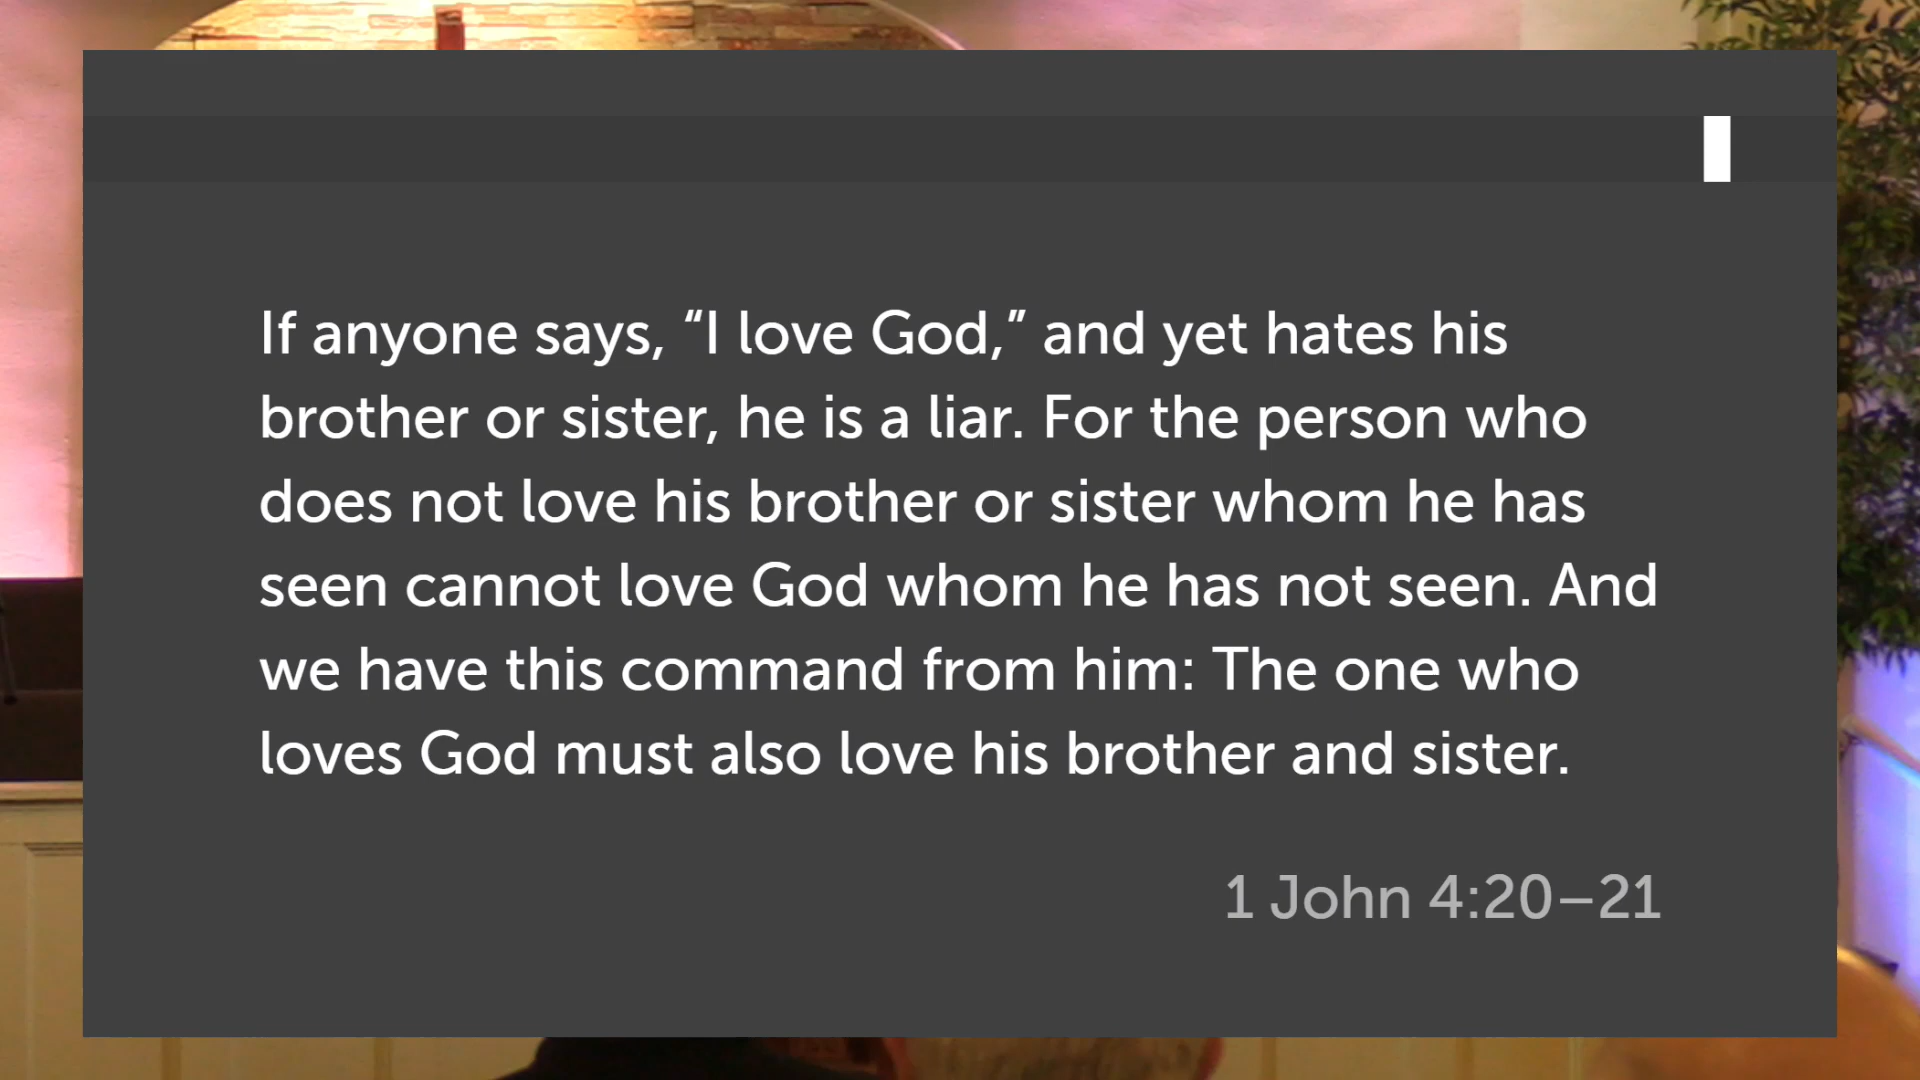 If anyone says, “I love God,” and yet hates his
brother or sister, he is a liar. For the person who
does not love his brother or sister whom he has
seen cannot love God whom he has not seen. And
we have this command from him: The one who
loves God must also love his brother and sister.
1 John 4:20–21